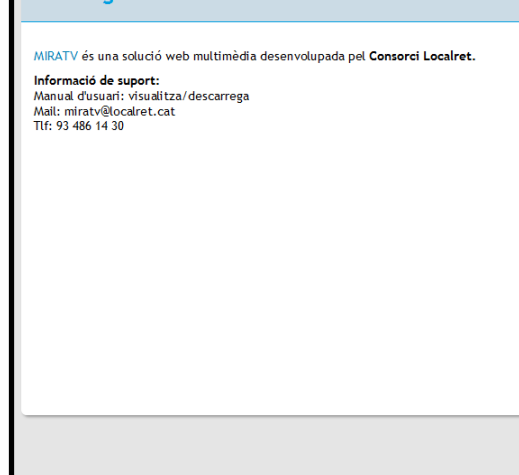 MIRATV és una solució web multimèdia desenvolupada pel Consorci Localret.
Informació de suport:
Manual d'usuari: visualitza/descarrega
Mail: miratv@localret.cat
Tlf: 93 486 14 30